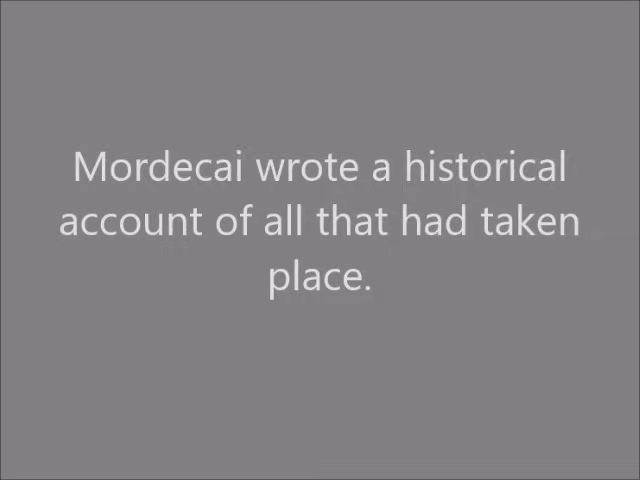 Mordecai wrote a historical
account of all that had taken
place.